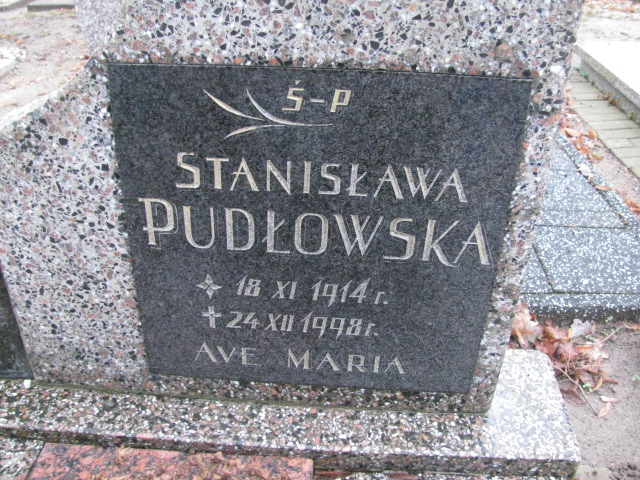 Ś-P
STANISŁAWA
PUDŁOWSKA
18 XI 1914 r.
✝ 24 XII 1998 r.
AVE MARIA